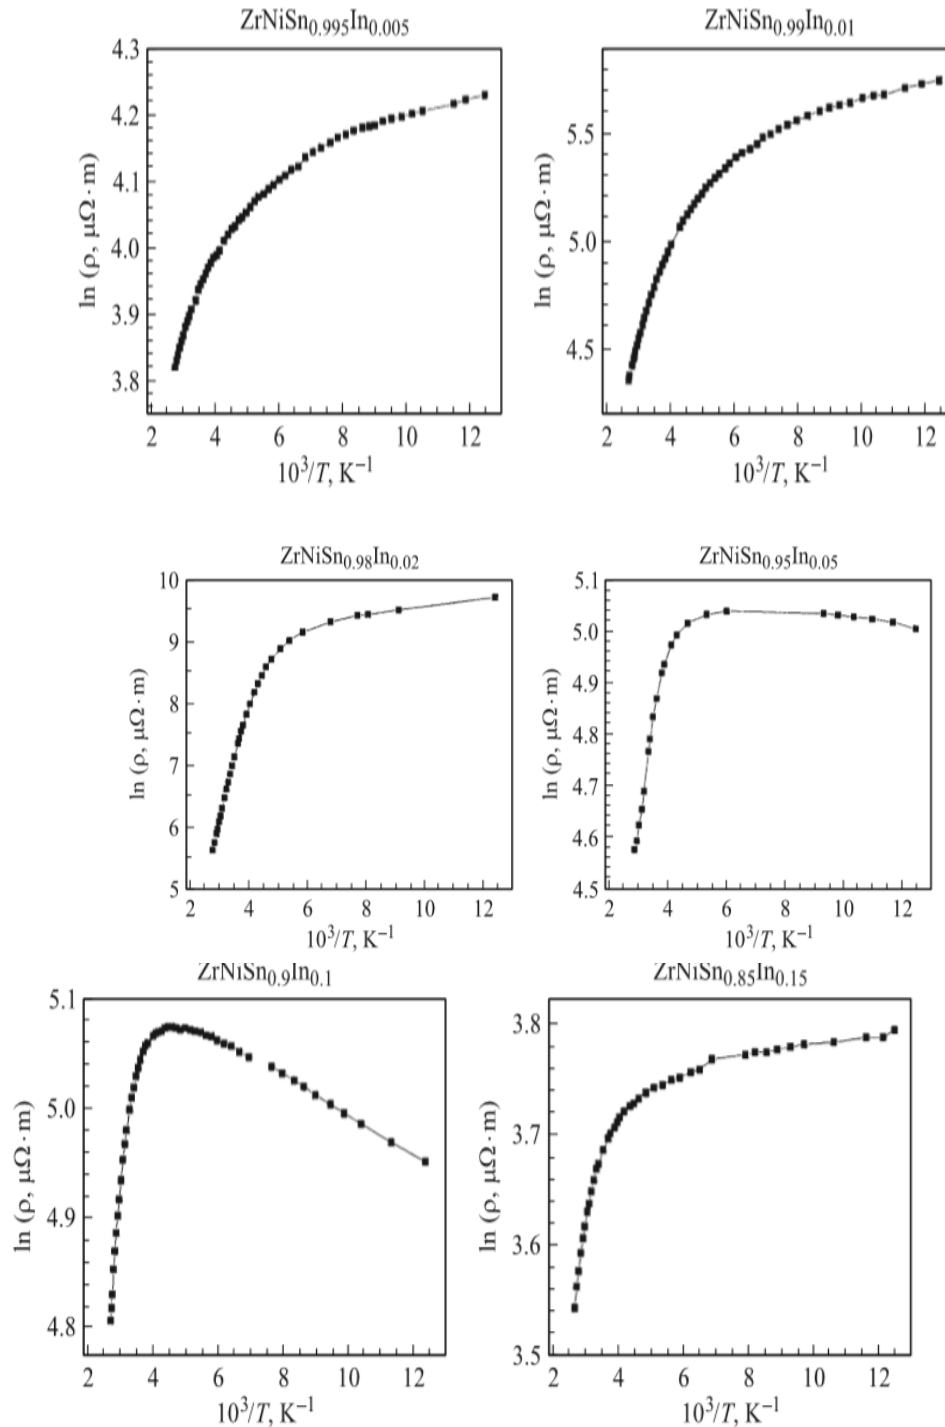 ZrNiSn0.995In0.005
ZrNiSn0.99In0.01
4.3
4.2
4.1
4.0
3.9
3.8
ln (ρ, μΩ·m)
2 4 6 8 10 12
10³/T, K⁻¹
5.5
5.0
4.5
ln (ρ, μΩ·m)
2 4 6 8 10 12
10³/T, K⁻¹
ZrNiSn0.98In0.02
ZrNiSn0.95In0.05
10
9
8
7
6
5
ln (ρ, μΩ·m)
2 4 6 8 10 12
10³/T, K⁻¹
5.1
5.0
4.9
4.8
4.7
4.6
4.5
ln (ρ, μΩ·m)
2 4 6 8 10 12
10³/T, K⁻¹
ZrNiSn0.9In0.1
ZrNiSn0.85In0.15
5.1
5.0
4.9
4.8
ln (ρ, μΩ·m)
2 4 6 8 10 12
10³/T, K⁻¹
3.8
3.7
3.6
3.5
ln (ρ, μΩ·m)
2 4 6 8 10 12
10³/T, K⁻¹